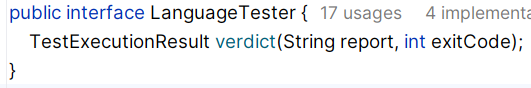 public interface LanguageTester { 17 usages 4 implementa
TestExecutionResult verdict(String report, int exitCode);
}